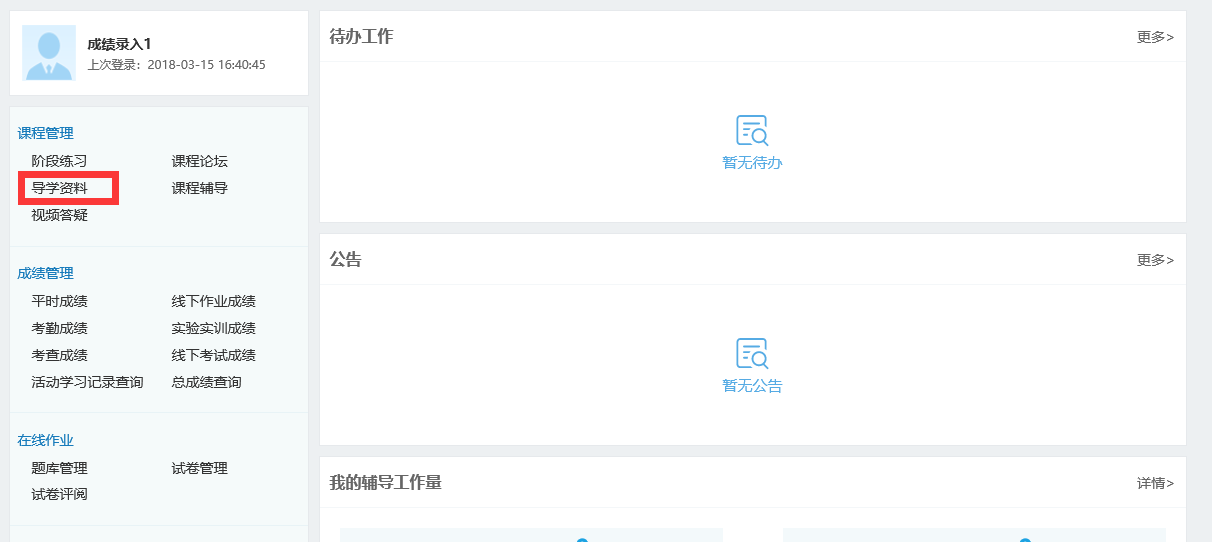 成绩录入1
上次登录：2018-03-15 16:40:45
课程管理
阶段练习 课程论坛
导学资料 课程辅导
视频答疑
成绩管理
平时成绩 线下作业成绩
考勤成绩 实验实训成绩
考查成绩 线下考试成绩
活动学习记录查询 总成绩查询
在线作业
题库管理 试卷管理
试卷评阅
待办工作 更多>
暂无待办
公告 更多>
暂无公告
我的辅导工作量 详情>